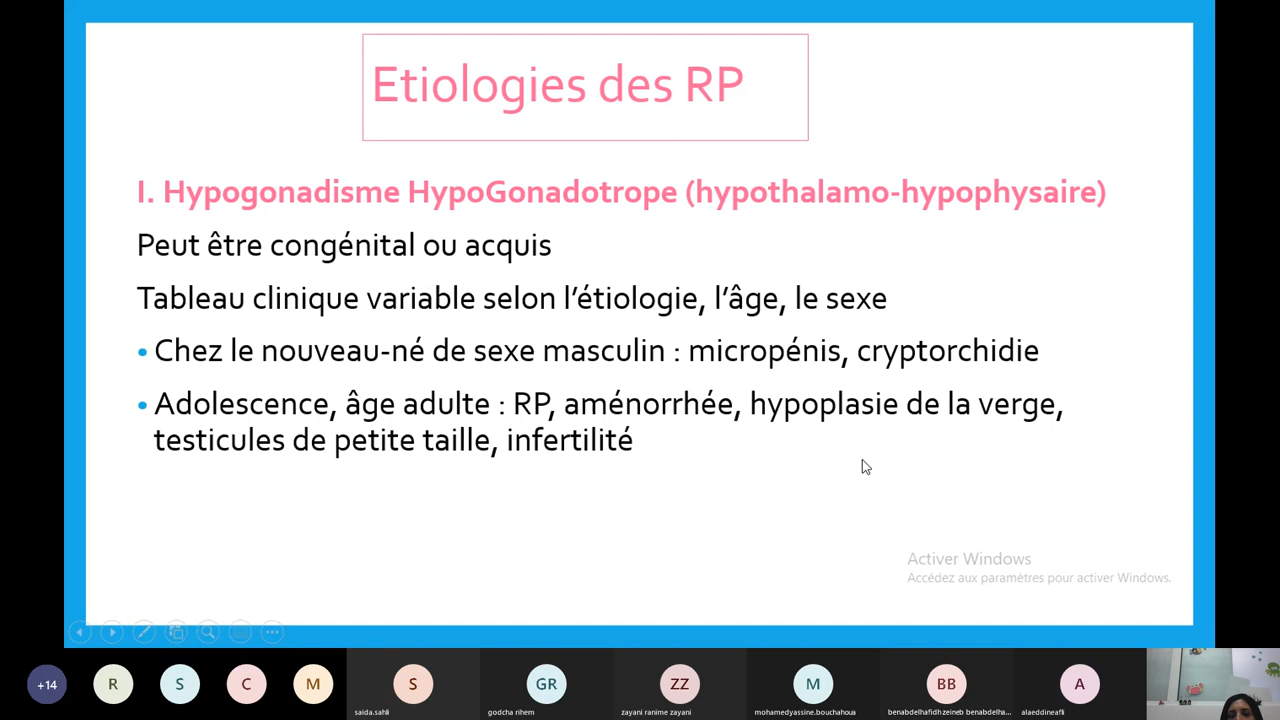 Etiologies des RP
I. Hypogonadisme HypoGonadotrope (hypothalamo-hypophysaire)
Peut être congénital ou acquis
Tableau clinique variable selon l’étiologie, l’âge, le sexe
• Chez le nouveau-né de sexe masculin : micropénis, cryptorchidie
• Adolescence, âge adulte : RP, aménorrhée, hypoplasie de la verge,
testicules de petite taille, infertilité
Activer Windows
Accédez aux paramètres pour activer Windows.
+14 R S C M S GR ZZ M BB A
saida.sahli godcha rihem zayani ranime zayani mohamedyassine.bouchahoua benabdelhafidh zeineb benabdelha... alaeddineafli